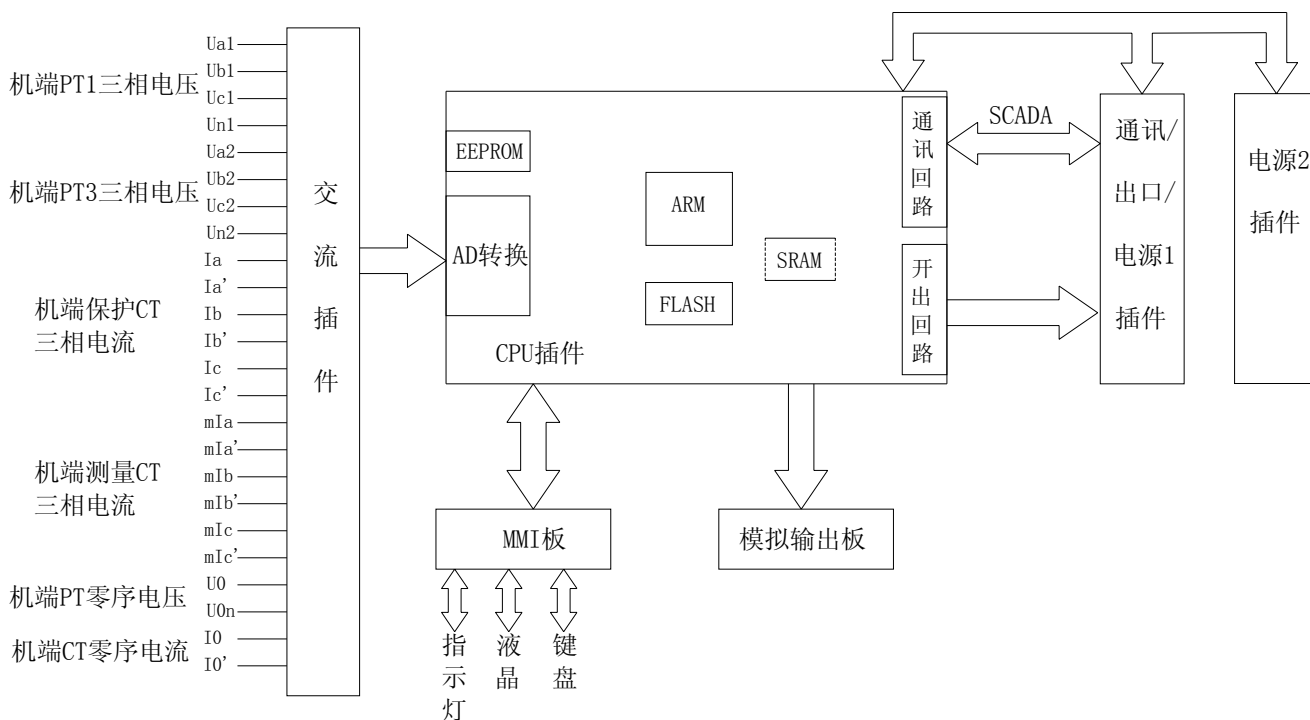 机端PT1三相电压
Ua1
Ub1
Uc1
Un1
机端PT3三相电压
Ua2
Ub2
Uc2
Un2
机端保护CT
三相电流
Ia
Ia'
Ib
Ib'
Ic
Ic'
机端测量CT
三相电流
mIa
mIa'
mIb
mIb'
mIc
mIc'
机端PT零序电压
U0
U0n
机端CT零序电流
I0
I0'
交流插件
EEPROM
AD转换
ARM
SRAM
FLASH
CPU插件
通讯回路
开出回路
SCADA
通讯/
出口/
电源1
插件
电源2
插件
MMI板
模拟输出板
指示灯
液晶
键盘